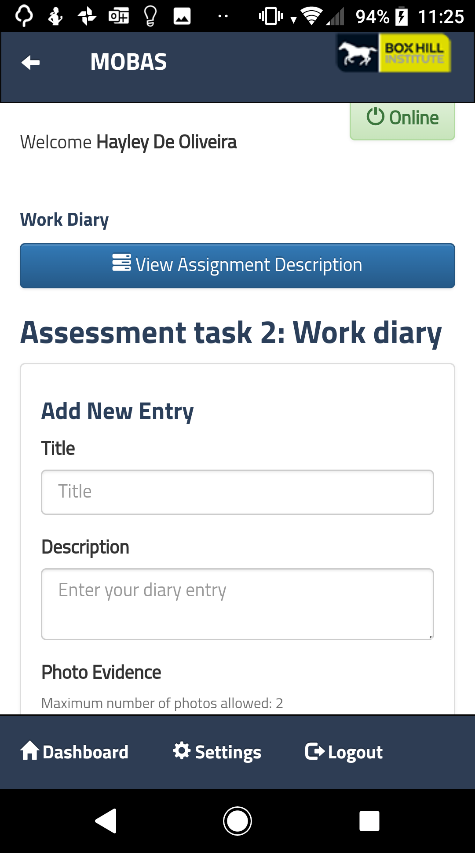 94% 11:25
MOBAS
BOX HILL
INSTITUTE
Online
Welcome Hayley De Oliveira
Work Diary
View Assignment Description
Assessment task 2: Work diary
Add New Entry
Title
Title
Description
Enter your diary entry
Photo Evidence
Maximum number of photos allowed: 2
Dashboard Settings Logout